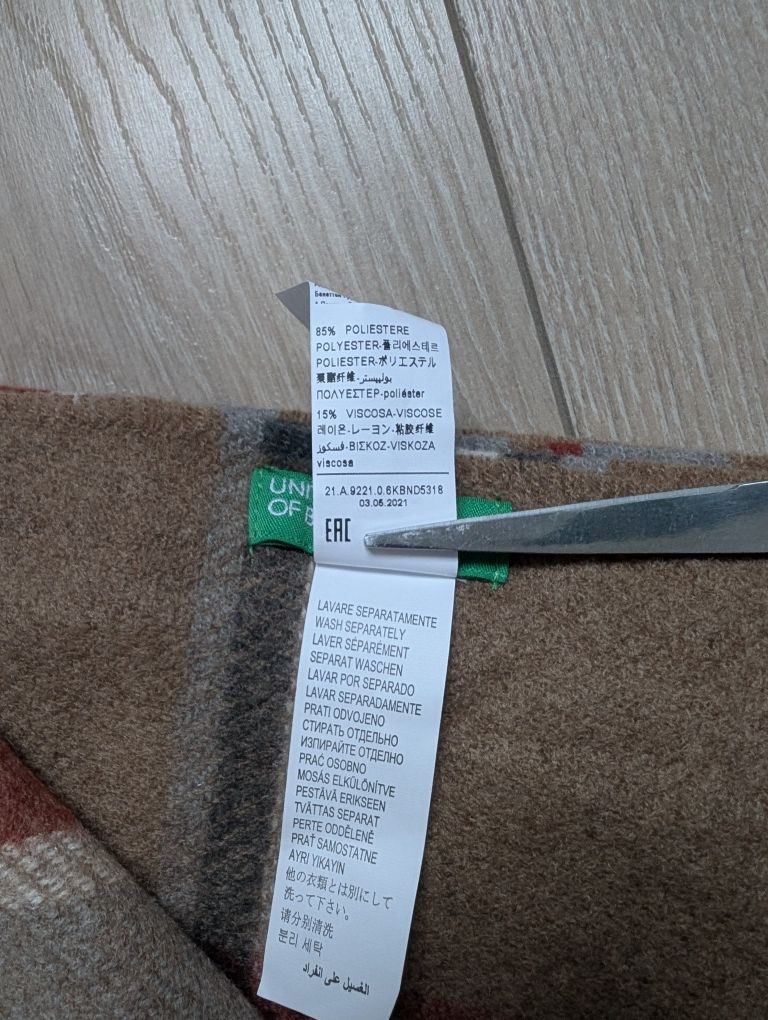 Бенеттон
85% POLIESTERE
POLYESTER-폴리에스테르
POLIESTER-ポリエステル
聚酯纤维-بوليستر
ΠΟΛΥΕΣΤΕΡ-poliéster
15% VISCOSA-VISCOSE
레이온-レーヨン-粘胶纤维
فسكوز-ΒΙΣΚΟΖ-VISKOZA
viscosa
21.A.9221.0.6KBND5318
03.05.2021
EAC
UNI
OF B
LAVARE SEPARATAMENTE
WASH SEPARATELY
LAVER SÉPARÉMENT
SEPARAT WASCHEN
LAVAR POR SEPARADO
LAVAR SEPARADAMENTE
PRATI ODVOJENO
СТИРАТЬ ОТДЕЛЬНО
ИЗПИРАЙТЕ ОТДЕЛНО
PRAĆ OSOBNO
MOSÁS ELKÜLÖNÍTVE
PESTÄVÄ ERIKSEEN
TVÄTTAS SEPARAT
PERTE ODDĚLENĚ
PRAŤ SAMOSTATNE
AYRI YIKAYIN
他の衣類とは別にして
洗って下さい。
请分别清洗
분리 세탁
الغسيل على انفراد